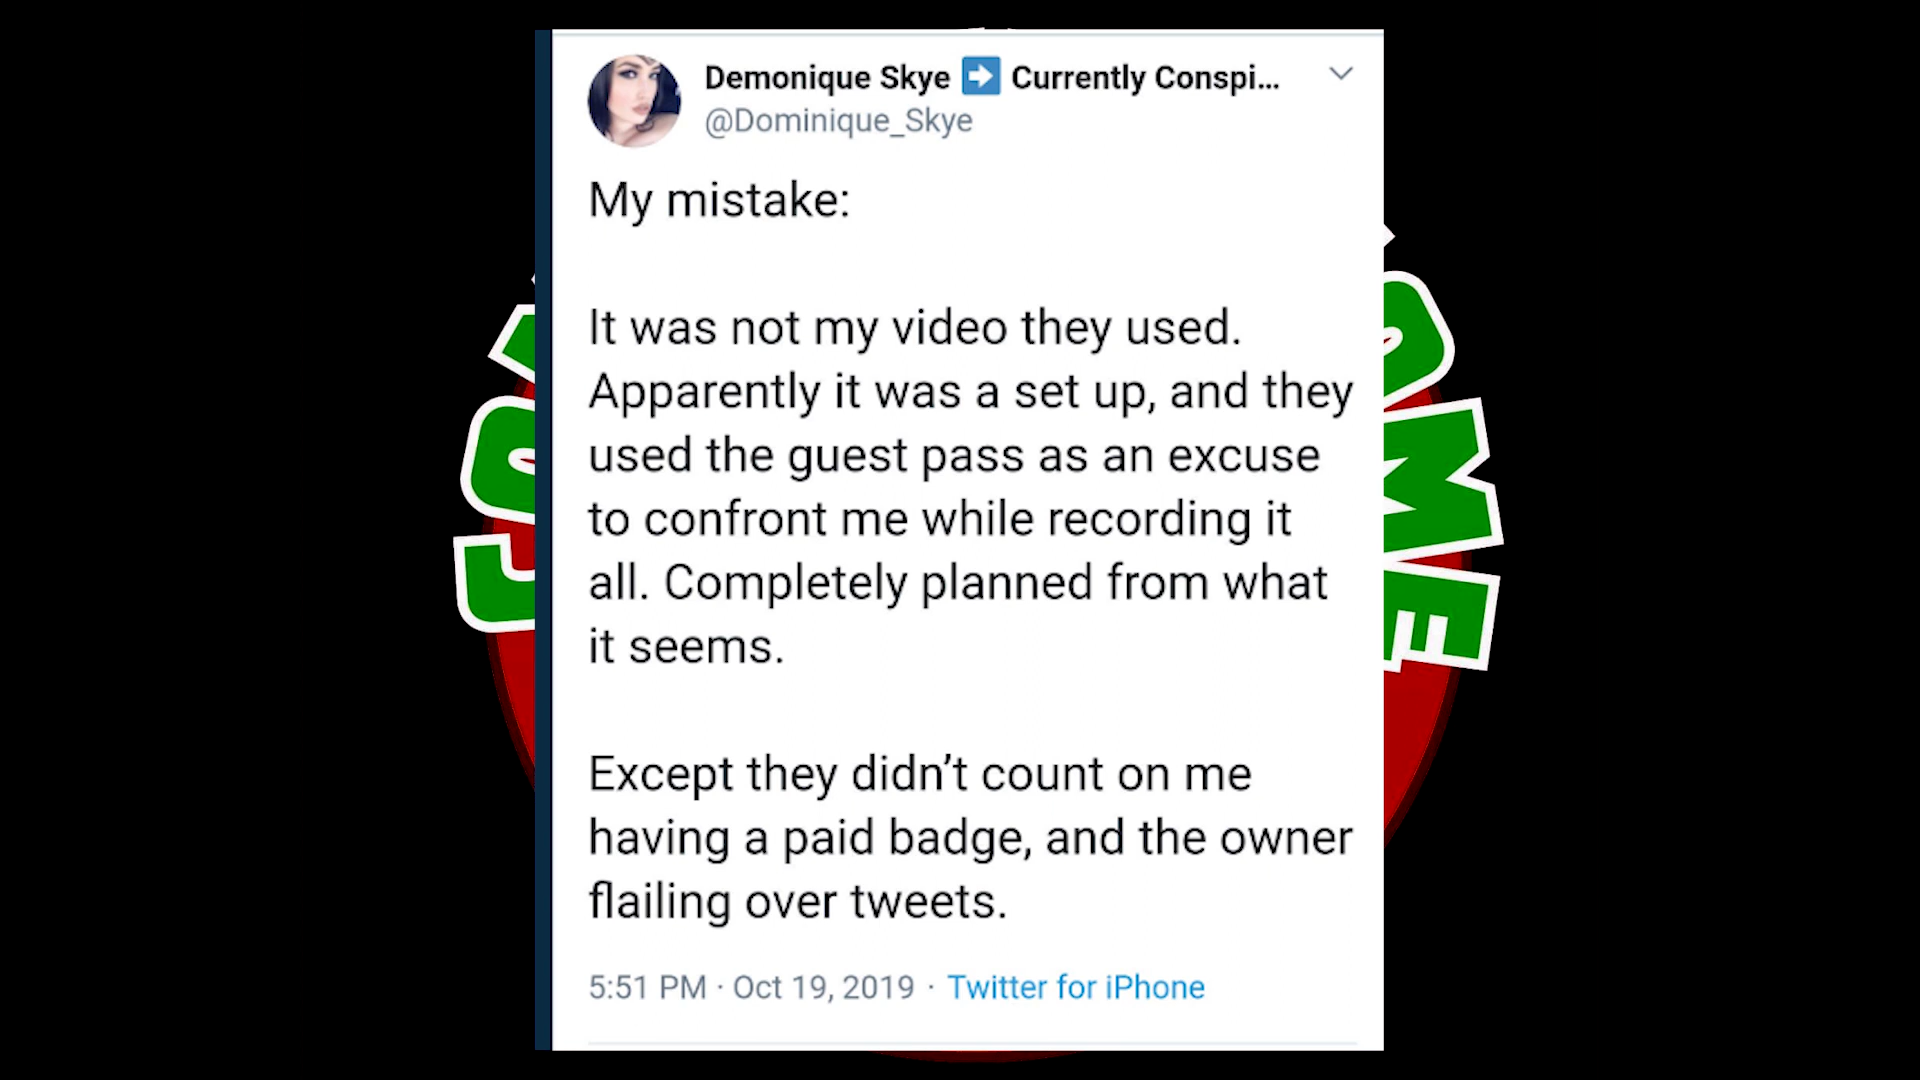 Demonique Skye ➡ Currently Conspi...
@Dominique_Skye
My mistake:
It was not my video they used.
Apparently it was a set up, and they
used the guest pass as an excuse
to confront me while recording it
all. Completely planned from what
it seems.
Except they didn’t count on me
having a paid badge, and the owner
flailing over tweets.
5:51 PM · Oct 19, 2019 · Twitter for iPhone